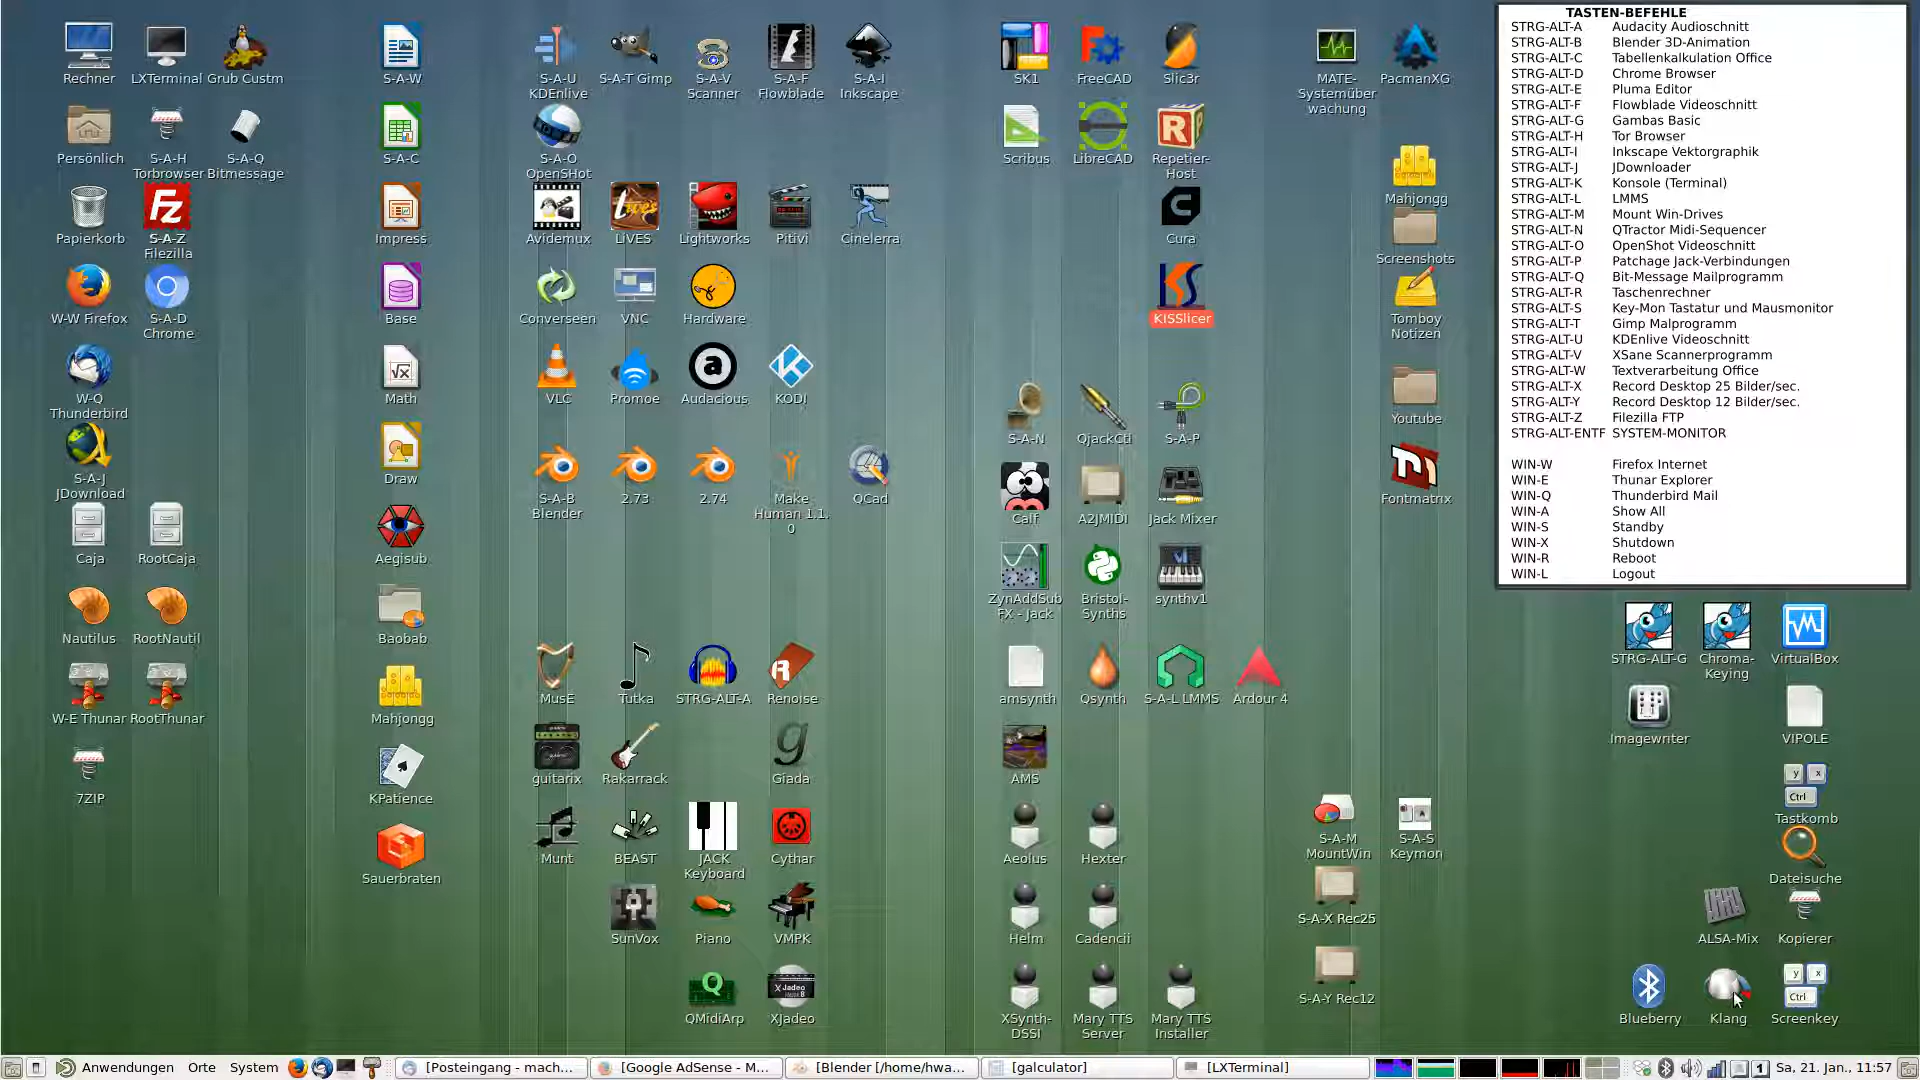 Rechner
LXTerminal
Grub Custm
S-A-W
S-A-U
KDEnlive
S-A-T Gimp
S-A-V
Scanner
S-A-F
Flowblade
S-A-I
Inkscape
SK1
FreeCAD
Slic3r
MATE-
Systemüber
wachung
PacmanXG
Persönlich
S-A-H
Torbrowser
S-A-Q
Bitmessage
S-A-C
S-A-O
OpenSHot
Scribus
LibreCAD
Repetier-
Host
Mahjongg
Papierkorb
S-A-Z
Filezilla
Impress
Avidemux
LiVES
Lightworks
Pitivi
Cinelerra
Cura
Screenshots
W-W Firefox
S-A-D
Chrome
Base
Converseen
VNC
Hardware
KISSlicer
Tomboy
Notizen
W-Q
Thunderbird
Math
VLC
Promoe
Audacious
KODI
S-A-N
QjackCtl
S-A-P
Youtube
S-A-J
JDownload
Draw
S-A-B
Blender
2.73
2.74
Make
Human 1.1.
0
QCad
Calf
A2JMIDI
Jack Mixer
Fontmatrix
Caja
RootCaja
Aegisub
ZynAddSub
FX - Jack
Bristol-
Synths
synthv1
Nautilus
RootNautil
Baobab
MusE
Tutka
STRG-ALT-A
Renoise
amsynth
Qsynth
S-A-L LMMS
Ardour 4
W-E Thunar
RootThunar
Mahjongg
guitarix
Rakarrack
Giada
AMS
7ZIP
KPatience
Munt
BEAST
JACK
Keyboard
Cythar
Aeolus
Hexter
S-A-M
MountWin
S-A-S
Keymon
Sauerbraten
SunVox
Piano
VMPK
Helm
Cadencii
S-A-X Rec25
QMidiArp
XJadeo
XSynth-
DSSI
Mary TTS
Server
Mary TTS
Installer
S-A-Y Rec12
TASTEN-BEFEHLE
STRG-ALT-A Audacity Audioschnitt
STRG-ALT-B Blender 3D-Animation
STRG-ALT-C Tabellenkalkulation Office
STRG-ALT-D Chrome Browser
STRG-ALT-E Pluma Editor
STRG-ALT-F Flowblade Videoschnitt
STRG-ALT-G Gambas Basic
STRG-ALT-H Tor Browser
STRG-ALT-I Inkscape Vektorgraphik
STRG-ALT-J JDownloader
STRG-ALT-K Konsole (Terminal)
STRG-ALT-L LMMS
STRG-ALT-M Mount Win-Drives
STRG-ALT-N QTractor Midi-Sequencer
STRG-ALT-O OpenShot Videoschnitt
STRG-ALT-P Patchage Jack-Verbindungen
STRG-ALT-Q Bit-Message Mailprogramm
STRG-ALT-R Taschenrechner
STRG-ALT-S Key-Mon Tastatur und Mausmonitor
STRG-ALT-T Gimp Malprogramm
STRG-ALT-U KDEnlive Videoschnitt
STRG-ALT-V XSane Scannerprogramm
STRG-ALT-W Textverarbeitung Office
STRG-ALT-X Record Desktop 25 Bilder/sec.
STRG-ALT-Y Record Desktop 12 Bilder/sec.
STRG-ALT-Z Filezilla FTP
STRG-ALT-ENTF SYSTEM-MONITOR
WIN-W Firefox Internet
WIN-E Thunar Explorer
WIN-Q Thunderbird Mail
WIN-A Show All
WIN-S Standby
WIN-X Shutdown
WIN-R Reboot
WIN-L Logout
STRG-ALT-G
Chroma-
Keying
VirtualBox
Imagewriter
VIPOLE
y x
Ctrl
Tastkomb
Dateisuche
ALSA-Mix
Kopierer
y x
Ctrl
Blueberry
Klang
Screenkey
Anwendungen Orte System [Posteingang - mach... [Google AdSense - M... [Blender [/home/hwa... [galculator] [LXTerminal] 1 Sa, 21. Jan., 11:57